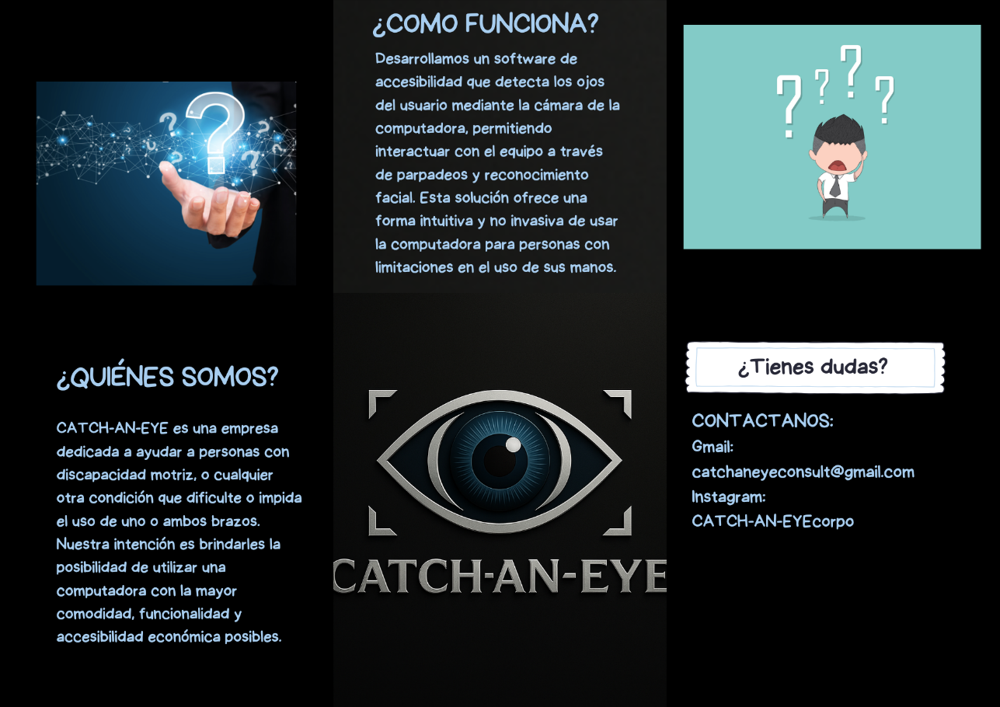 ¿QUIÉNES SOMOS?
CATCH-AN-EYE es una empresa
dedicada a ayudar a personas con
discapacidad motriz, o cualquier
otra condición que dificulte o impida
el uso de uno o ambos brazos.
Nuestra intención es brindarles la
posibilidad de utilizar una
computadora con la mayor
comodidad, funcionalidad y
accesibilidad económica posibles.
¿COMO FUNCIONA?
Desarrollamos un software de
accesibilidad que detecta los ojos
del usuario mediante la cámara de la
computadora, permitiendo
interactuar con el equipo a través
de parpadeos y reconocimiento
facial. Esta solución ofrece una
forma intuitiva y no invasiva de usar
la computadora para personas con
limitaciones en el uso de sus manos.
CATCH-AN-EYE
¿Tienes dudas?
CONTACTANOS:
Gmail:
catchaneyeconsult@gmail.com
Instagram:
CATCH-AN-EYEcorpo